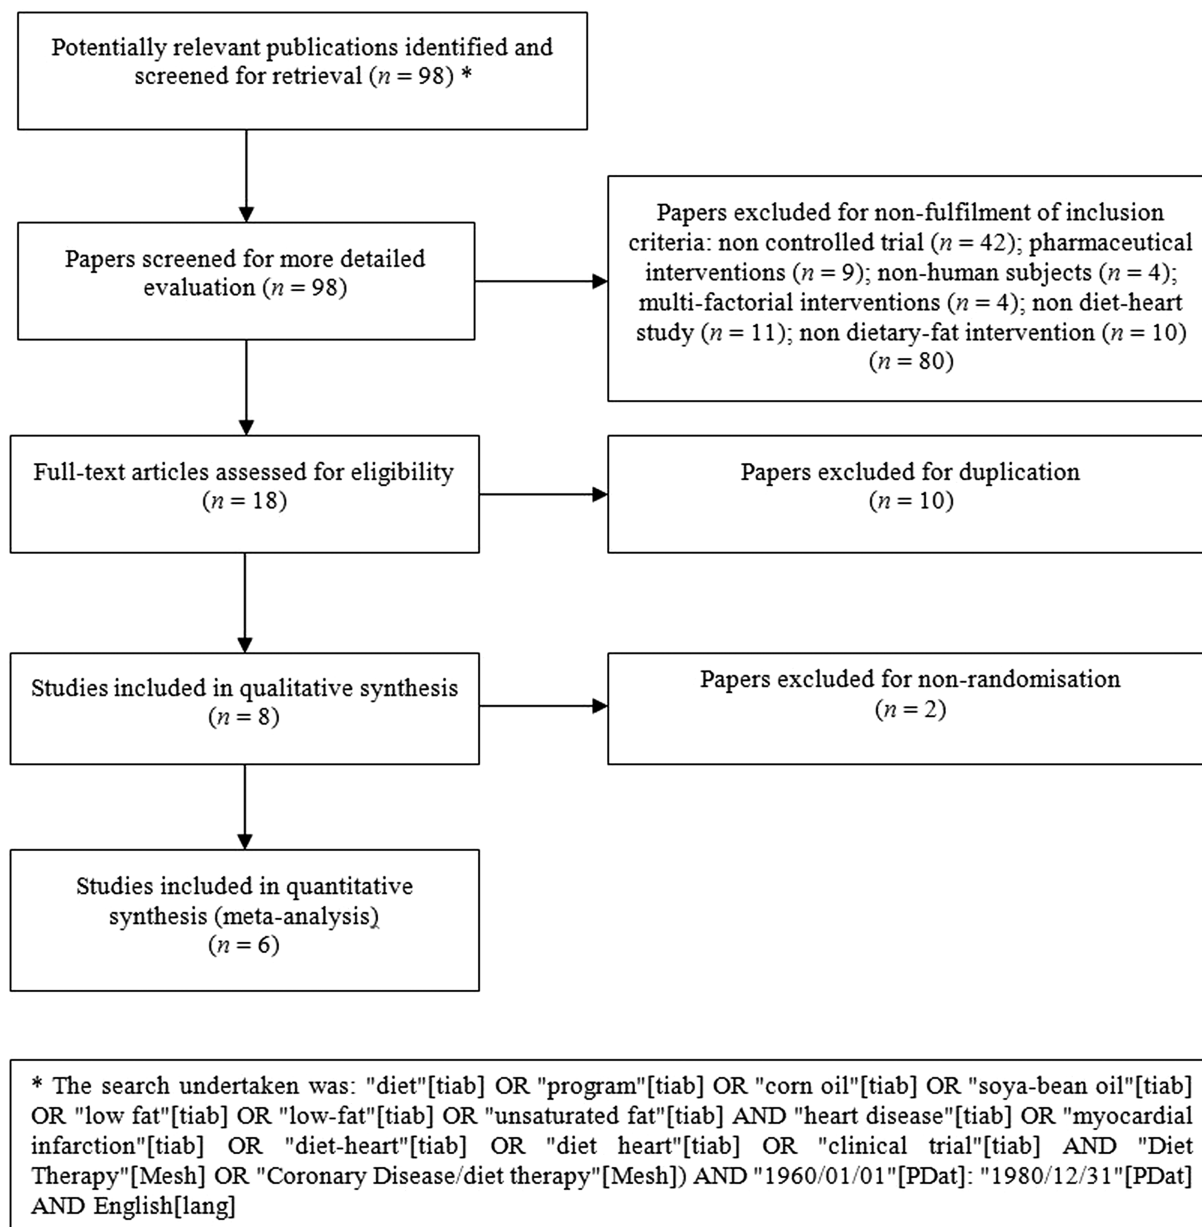 Potentially relevant publications identified and
screened for retrieval (n = 98) *
Papers screened for more detailed
evaluation (n = 98)
Papers excluded for non-fulfilment of inclusion
criteria: non controlled trial (n = 42); pharmaceutical
interventions (n = 9); non-human subjects (n = 4);
multi-factorial interventions (n = 4); non diet-heart
study (n = 11); non dietary-fat intervention (n = 10)
(n = 80)
Full-text articles assessed for eligibility
(n = 18)
Papers excluded for duplication
(n = 10)
Studies included in qualitative synthesis
(n = 8)
Papers excluded for non-randomisation
(n = 2)
Studies included in quantitative
synthesis (meta-analysis)
(n = 6)
* The search undertaken was: "diet"[tiab] OR "program"[tiab] OR "corn oil"[tiab] OR "soya-bean oil"[tiab]
OR "low fat"[tiab] OR "low-fat"[tiab] OR "unsaturated fat"[tiab] AND "heart disease"[tiab] OR "myocardial
infarction"[tiab] OR "diet-heart"[tiab] OR "diet heart"[tiab] OR "clinical trial"[tiab] AND "Diet
Therapy"[Mesh] OR "Coronary Disease/diet therapy"[Mesh]) AND "1960/01/01"[PDat]: "1980/12/31"[PDat]
AND English[lang]